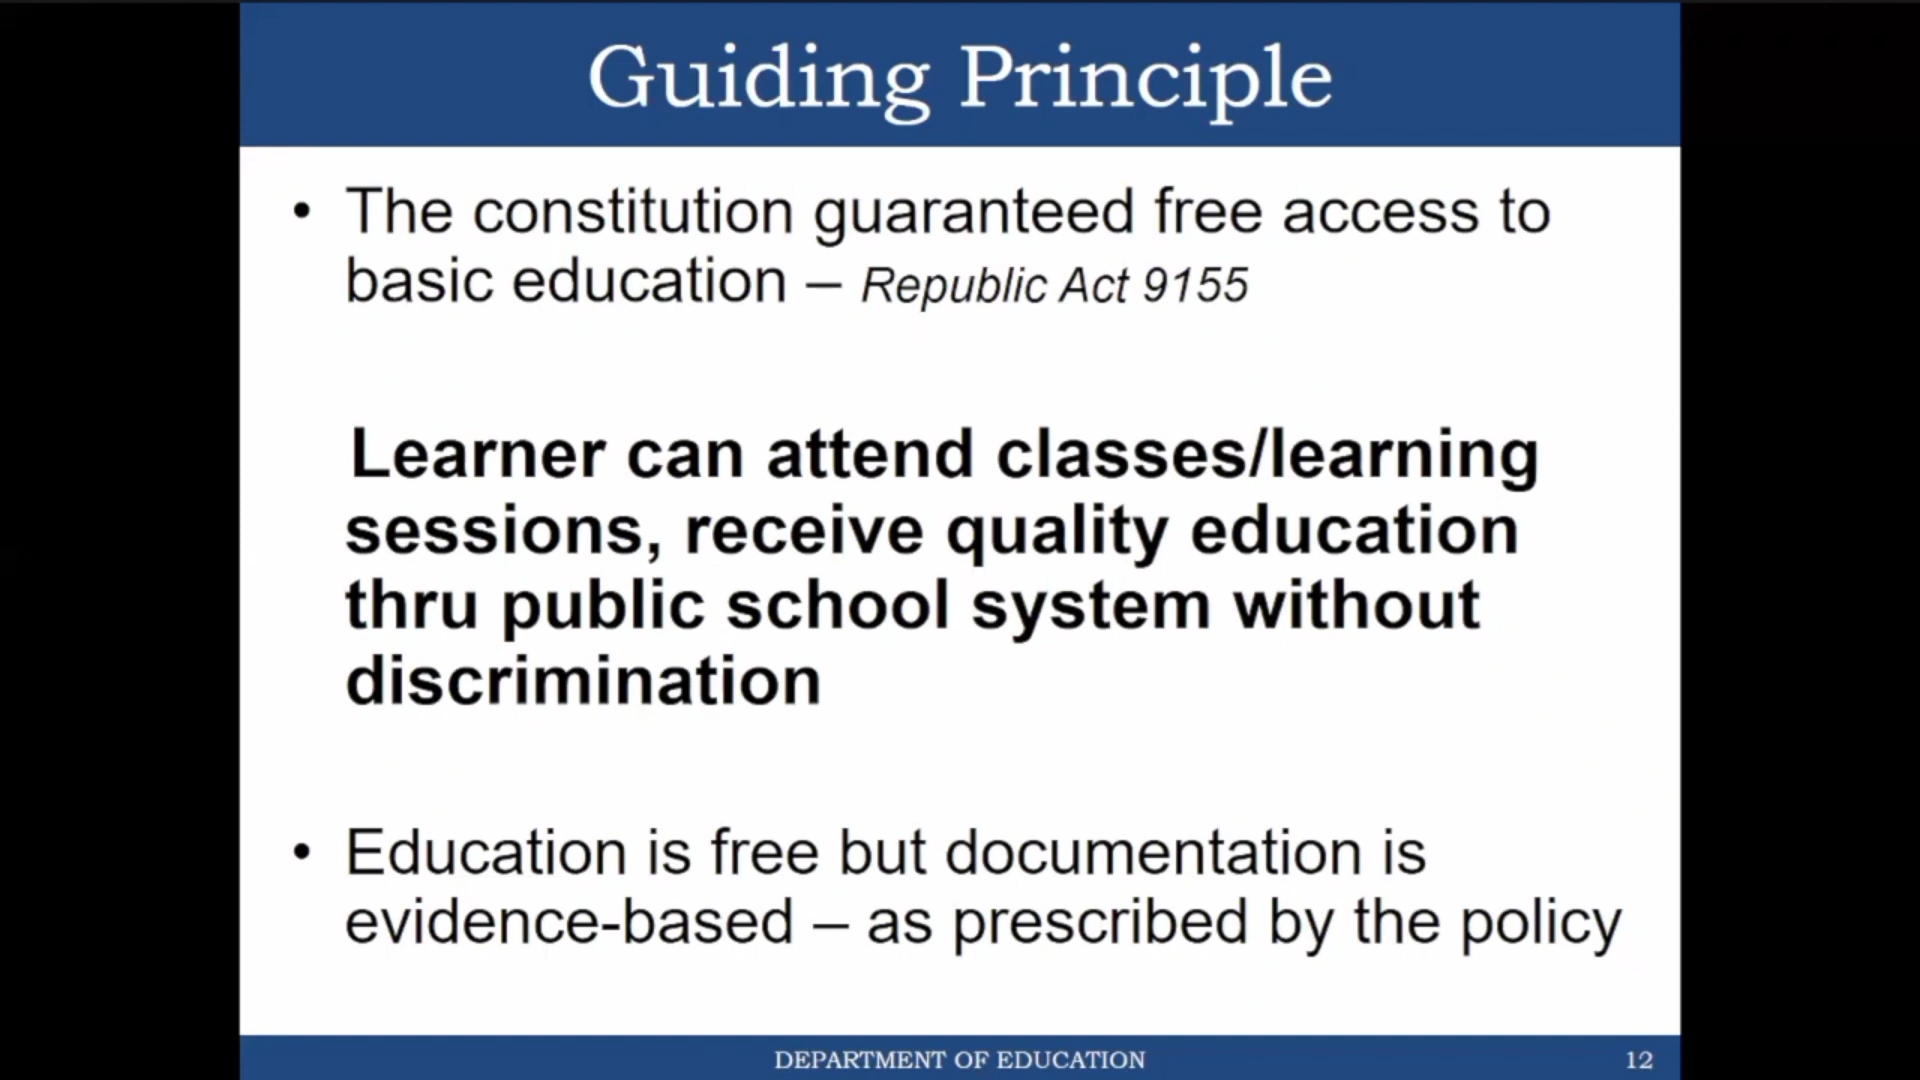 Guiding Principle
• The constitution guaranteed free access to
basic education – Republic Act 9155
Learner can attend classes/learning
sessions, receive quality education
thru public school system without
discrimination
• Education is free but documentation is
evidence-based – as prescribed by the policy
DEPARTMENT OF EDUCATION
12